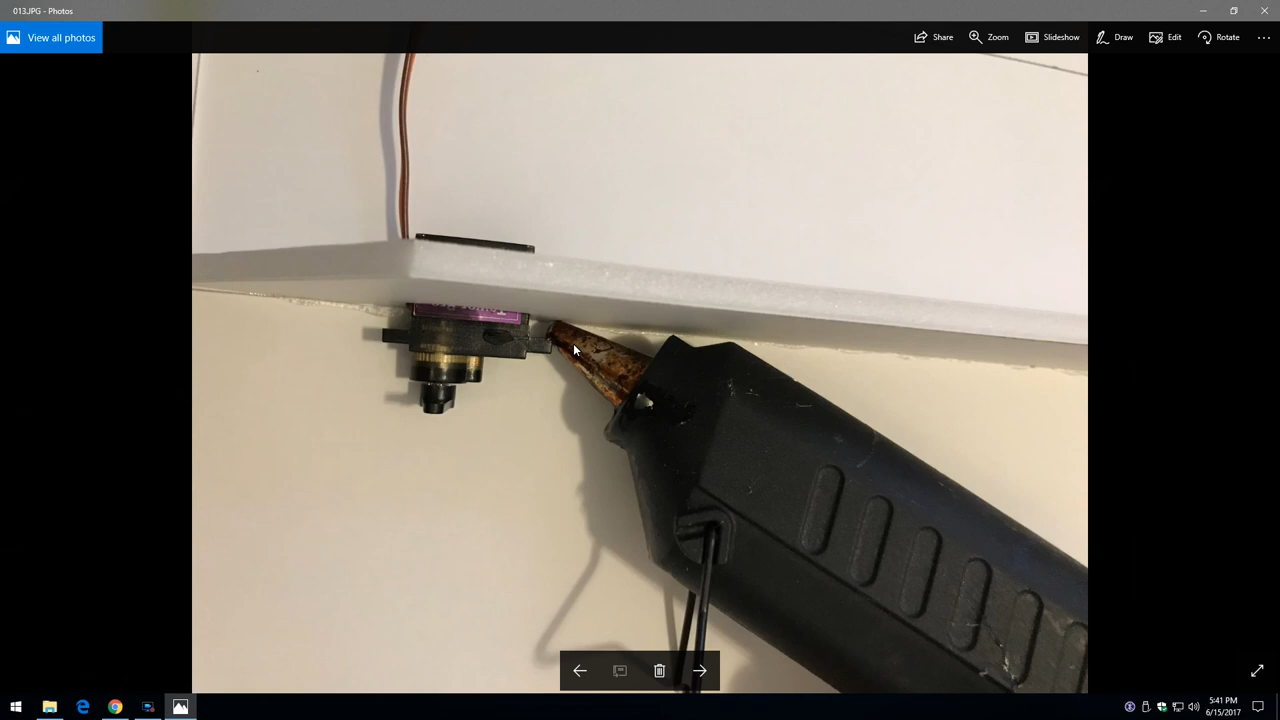 013.JPG - Photos
View all photos
Share
Zoom
Slideshow
Draw
Edit
Rotate
5:41 PM
6/15/2017